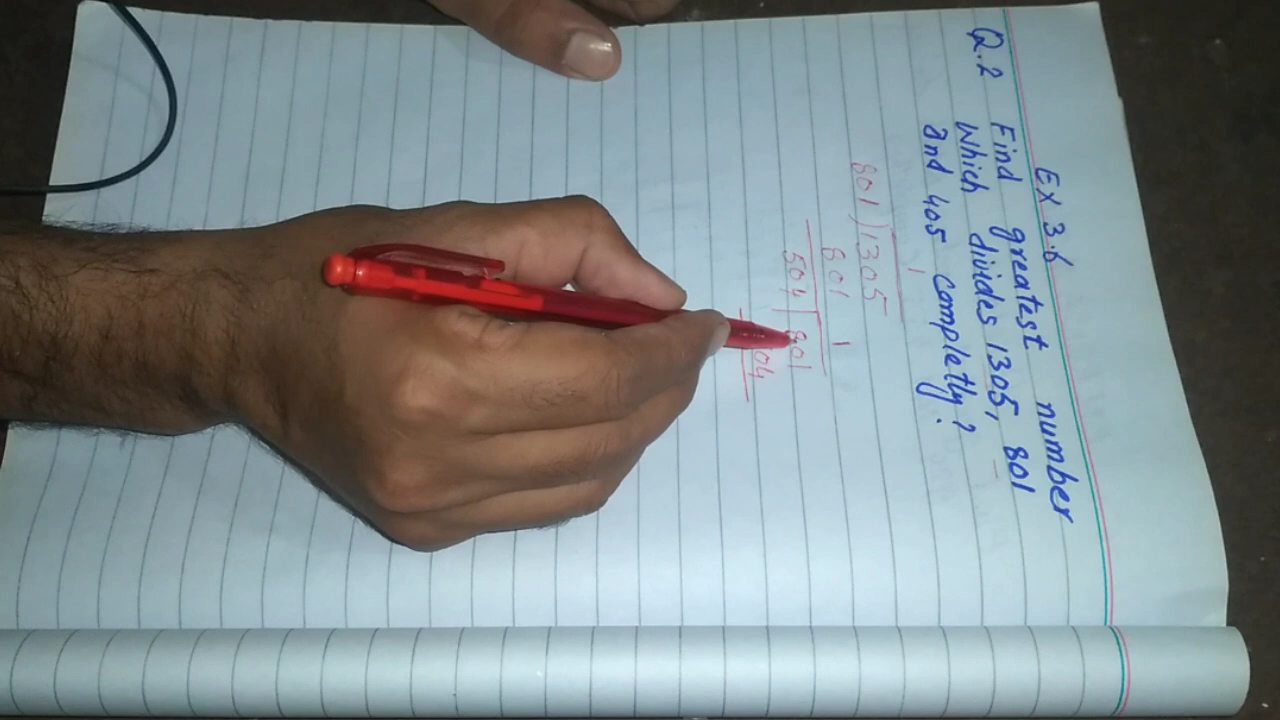 Ex 3.6
Q.2 Find greatest number
Which divides 1305, 801
and 405 completly?
1
801)1305
801 1
504|801
504